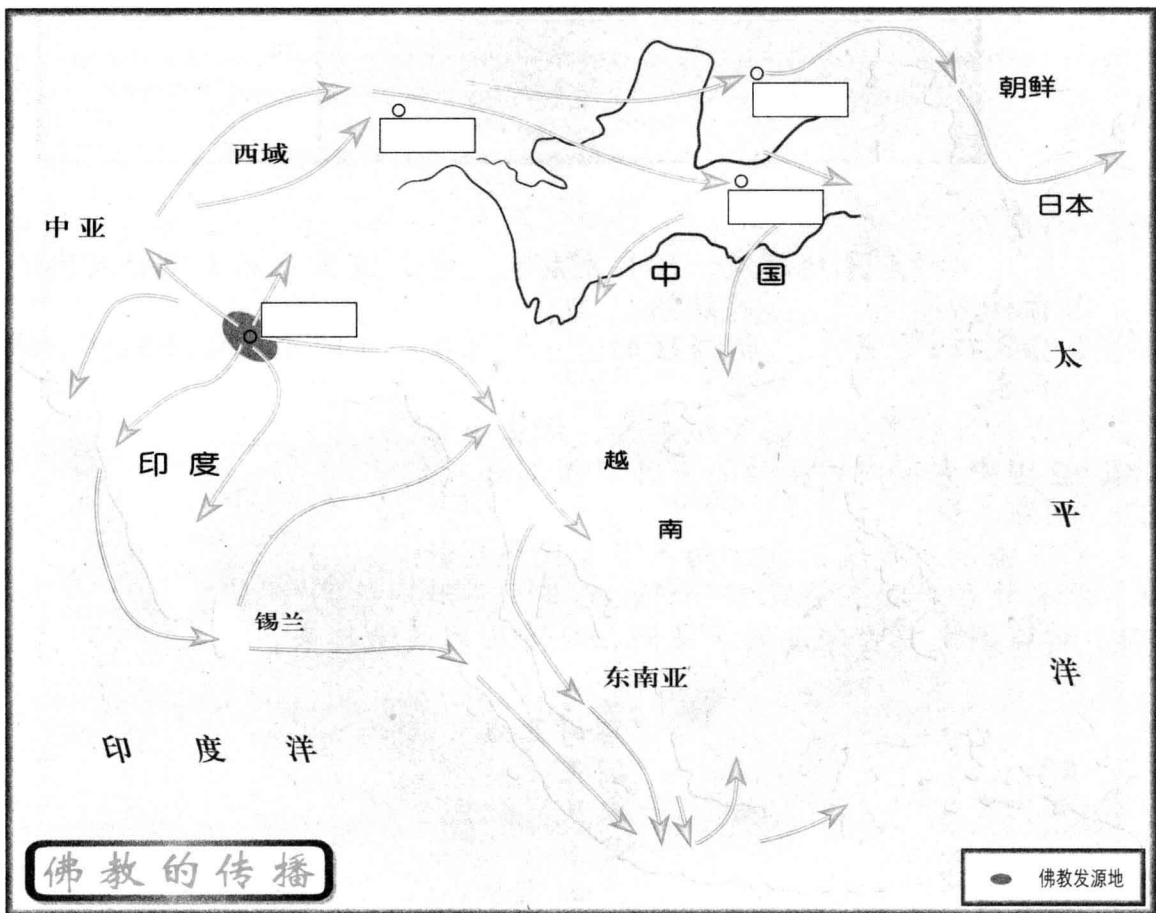 朝鲜
西域
日本
中亚
中国
太平洋
印度
越南
锡兰
东南亚
印度洋
佛教的传播
佛教发源地